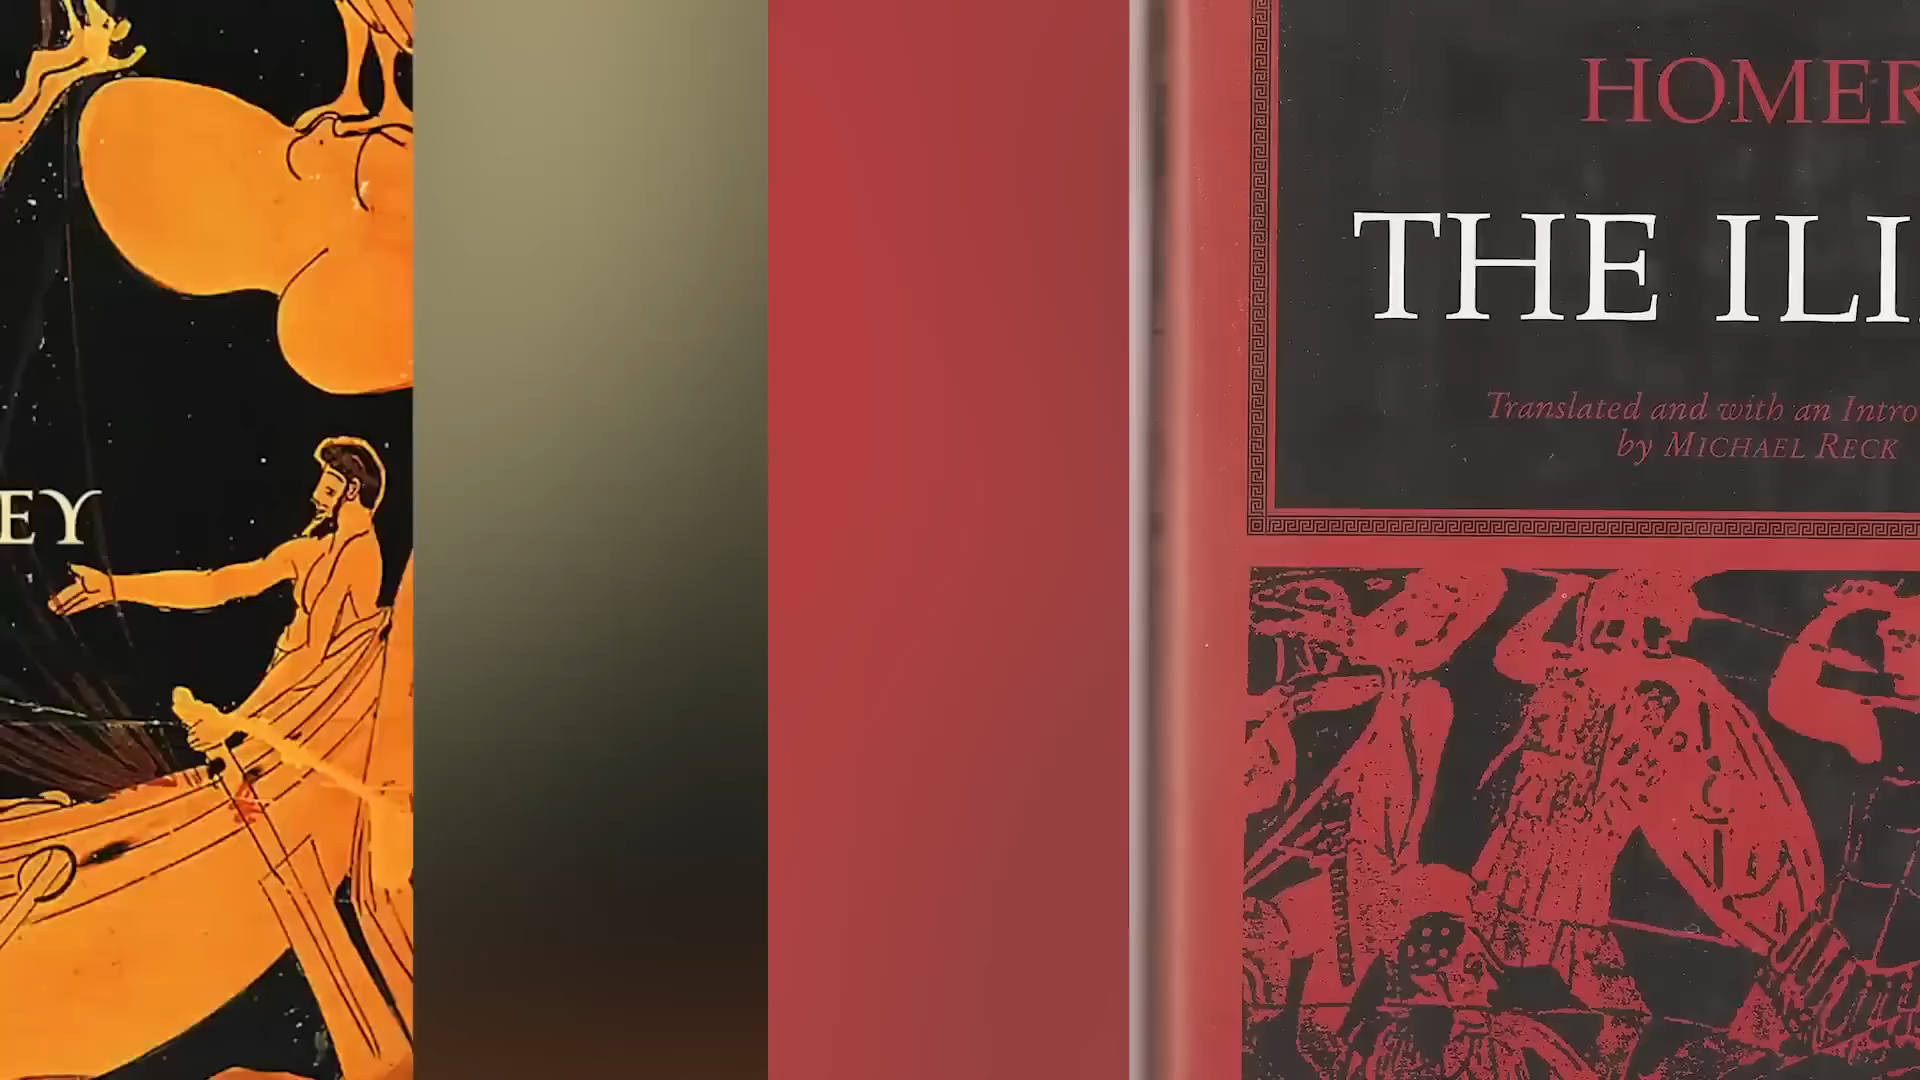 EY
HOMER
THE ILI
Translated and with an Intro
by MICHAEL RECK